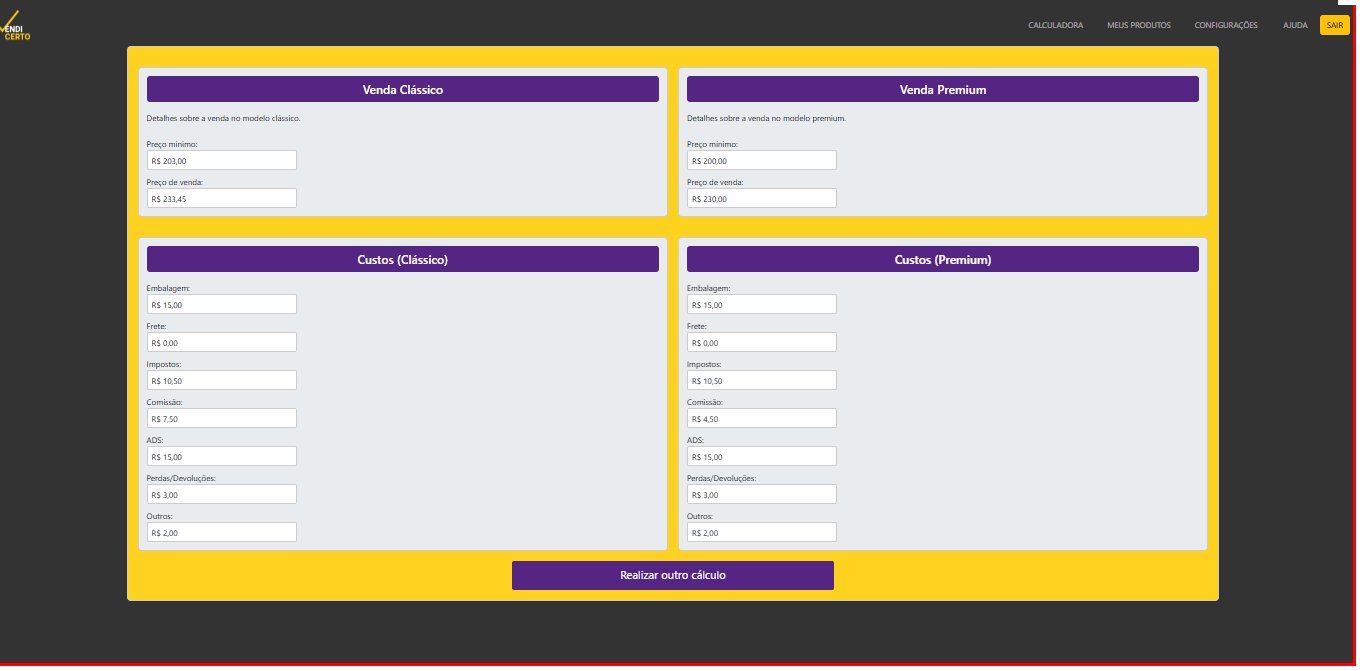 ENDI
CERTO
CALCULADORA
MEUS PRODUTOS
CONFIGURAÇÕES
AJUDA
SAIR
Venda Clássico
Detalhes sobre a venda no modelo clássico.
Preço mínimo:
R$ 203,00
Preço de venda:
R$ 233,45
Venda Premium
Detalhes sobre a venda no modelo premium.
Preço mínimo:
R$ 200,00
Preço de venda:
R$ 230,00
Custos (Clássico)
Embalagem:
R$ 15,00
Frete:
R$ 0,00
Impostos:
R$ 10,50
Comissão:
R$ 7,50
ADS:
R$ 15,00
Perdas/Devoluções:
R$ 3,00
Outros:
R$ 2,00
Custos (Premium)
Embalagem:
R$ 15,00
Frete:
R$ 0,00
Impostos:
R$ 10,50
Comissão:
R$ 4,50
ADS:
R$ 15,00
Perdas/Devoluções:
R$ 3,00
Outros:
R$ 2,00
Realizar outro cálculo